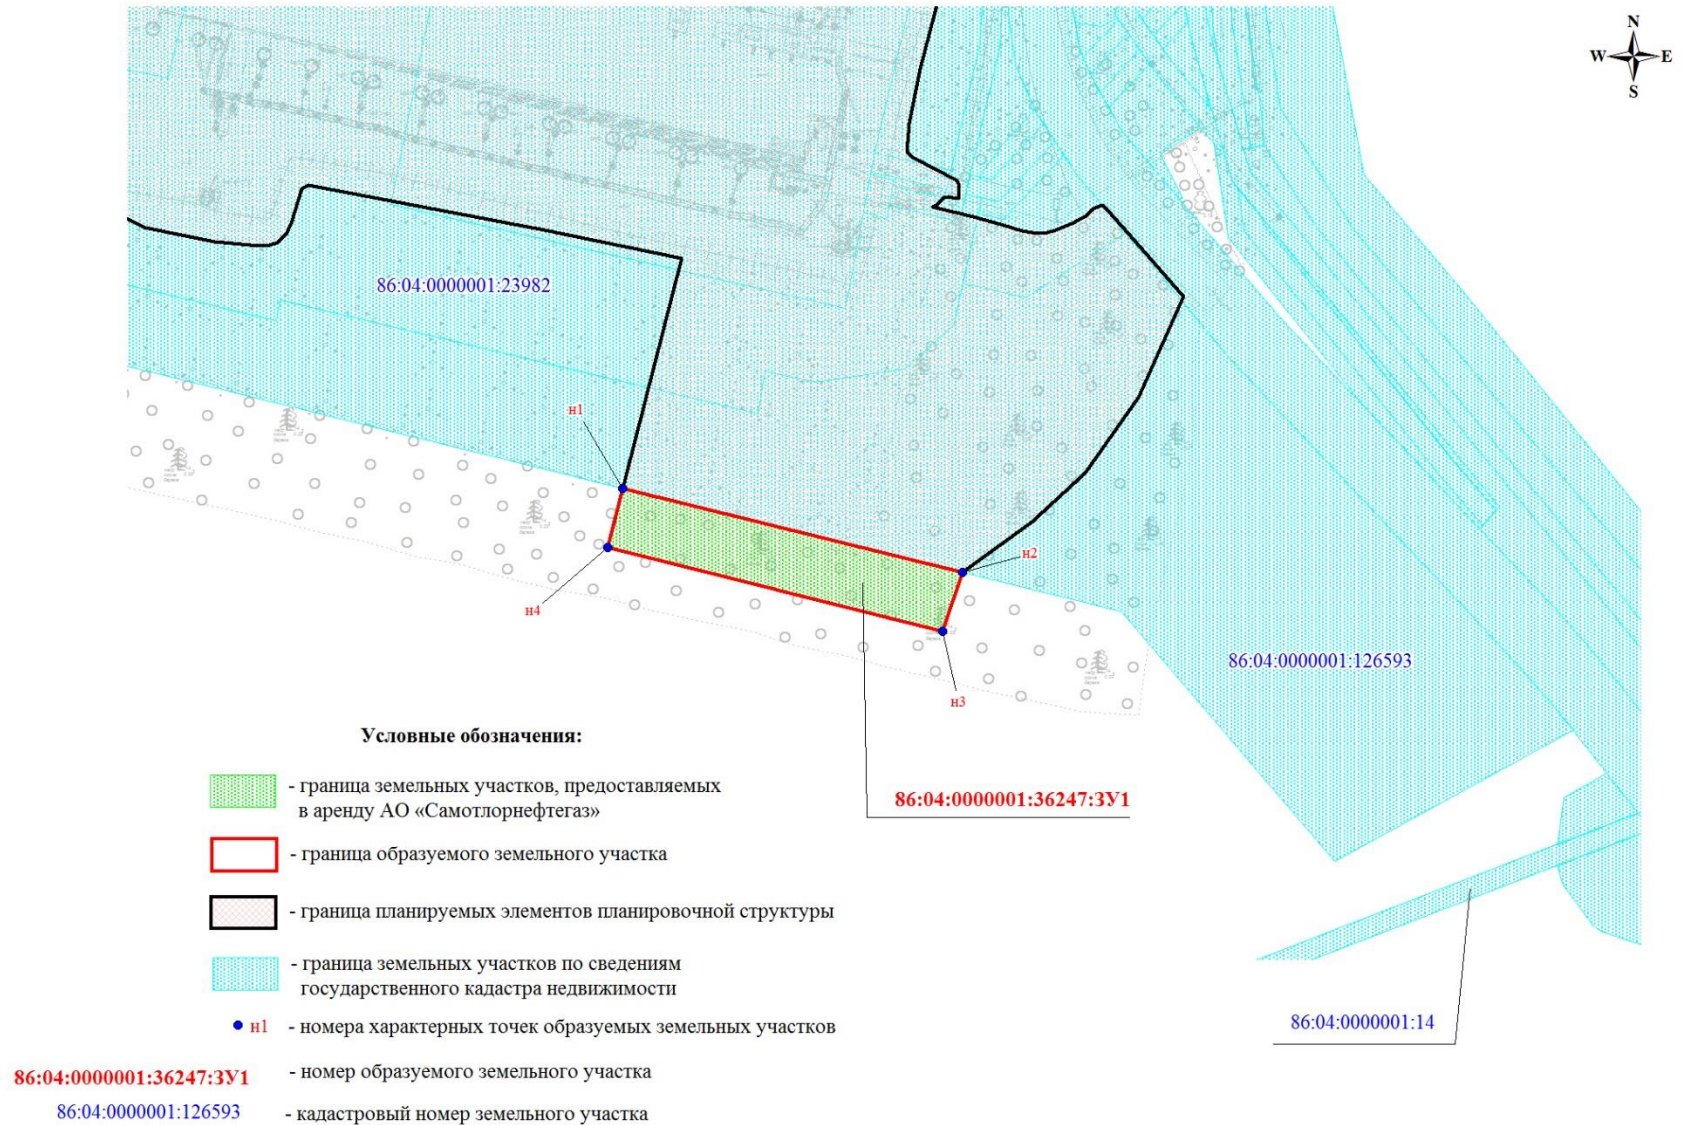 N
W E
S
86:04:0000001:23982
н1
н2
н4
86:04:0000001:126593
н3
Условные обозначения:
- граница земельных участков, предоставляемых
в аренду АО «Самотлорнефтегаз»
86:04:0000001:36247:ЗУ1
- граница образуемого земельного участка
- граница планируемых элементов планировочной структуры
- граница земельных участков по сведениям
государственного кадастра недвижимости
86:04:0000001:14
н1 - номера характерных точек образуемых земельных участков
86:04:0000001:36247:ЗУ1 - номер образуемого земельного участка
86:04:0000001:126593 - кадастровый номер земельного участка